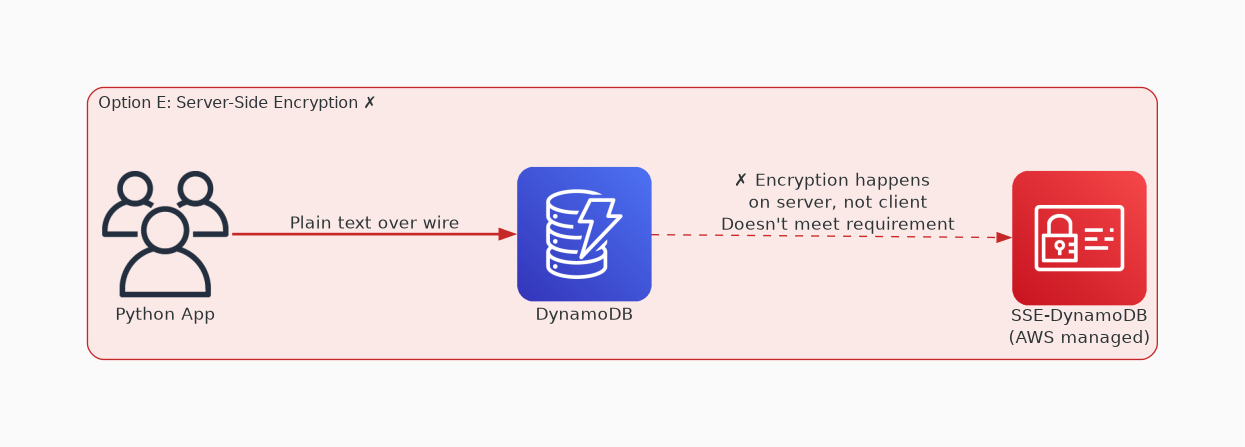 Option E: Server-Side Encryption ✗
Plain text over wire
✗ Encryption happens
on server, not client
Doesn't meet requirement
Python App
DynamoDB
SSE-DynamoDB
(AWS managed)